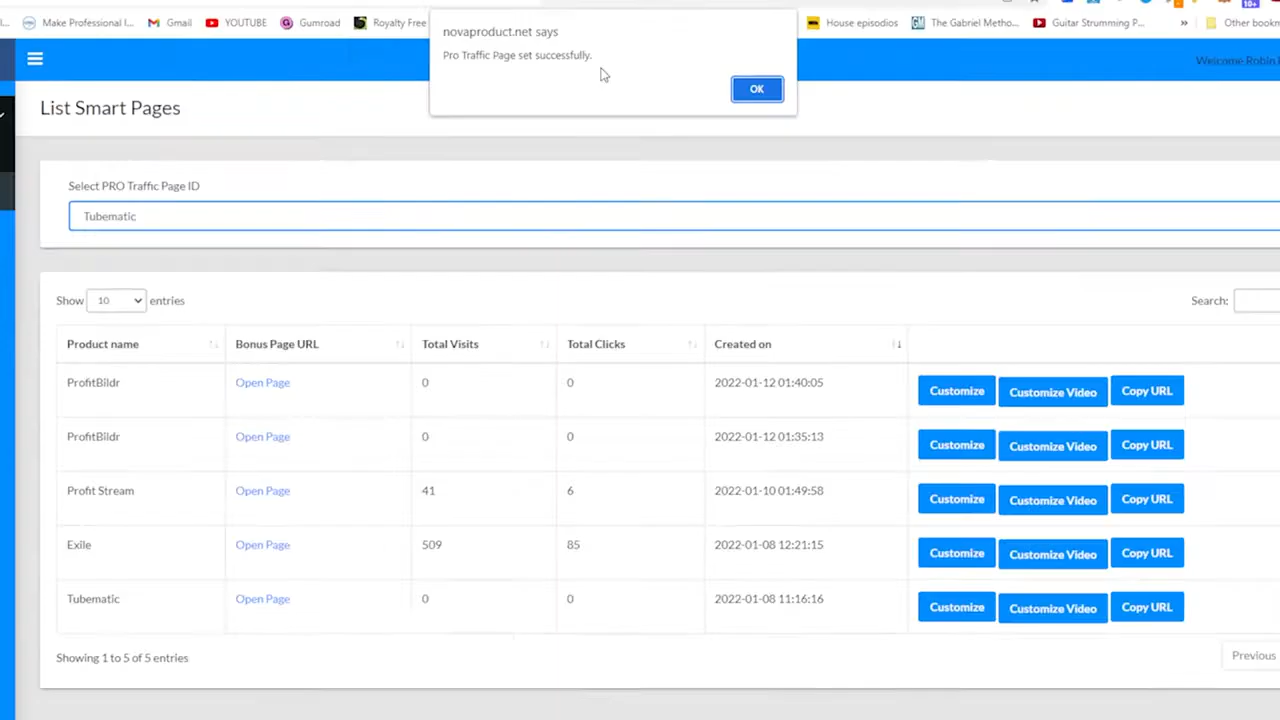 Make Professional I...
Gmail
YOUTUBE
Gumroad
Royalty Free
House episodios
The Gabriel Metho...
Guitar Strumming P...
»
novaproduct.net says
Pro Traffic Page set successfully.
OK
Welcome Robin
List Smart Pages
Select PRO Traffic Page ID
Tubematic
Show 10 entries
Search:
Product name Bonus Page URL Total Visits Total Clicks Created on
ProfitBildr Open Page 0 0 2022-01-12 01:40:05 Customize Customize Video Copy URL
ProfitBildr Open Page 0 0 2022-01-12 01:35:13 Customize Customize Video Copy URL
Profit Stream Open Page 41 6 2022-01-10 01:49:58 Customize Customize Video Copy URL
Exile Open Page 509 85 2022-01-08 12:21:15 Customize Customize Video Copy URL
Tubematic Open Page 0 0 2022-01-08 11:16:16 Customize Customize Video Copy URL
Showing 1 to 5 of 5 entries
Previous